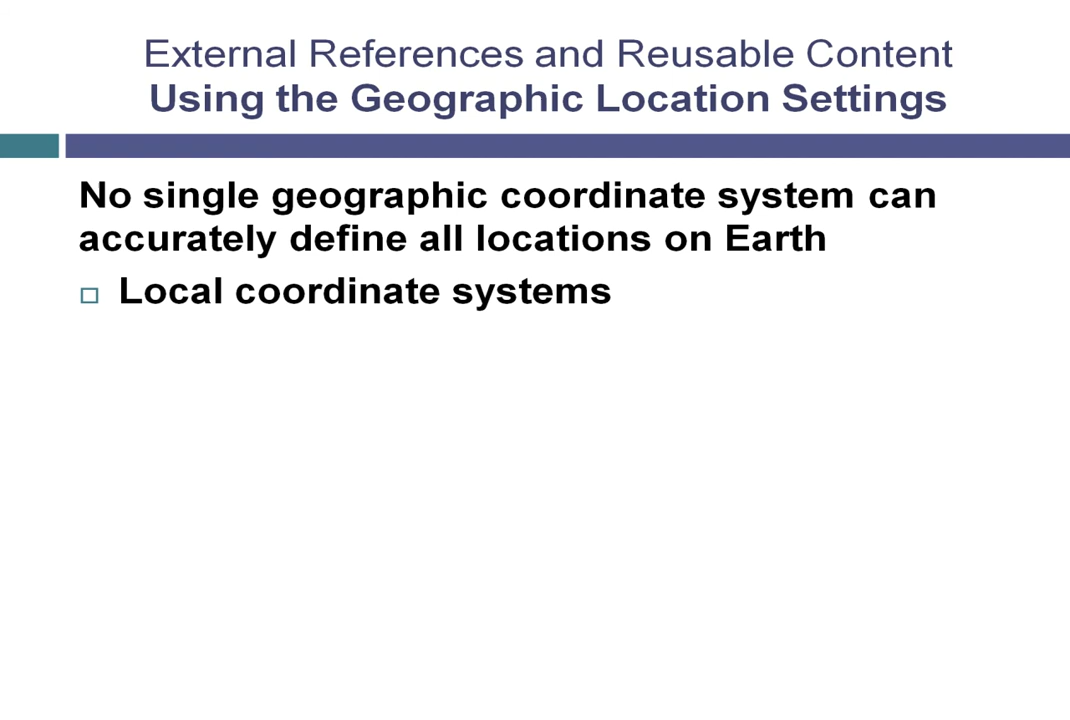 External References and Reusable Content
Using the Geographic Location Settings
No single geographic coordinate system can
accurately define all locations on Earth
Local coordinate systems